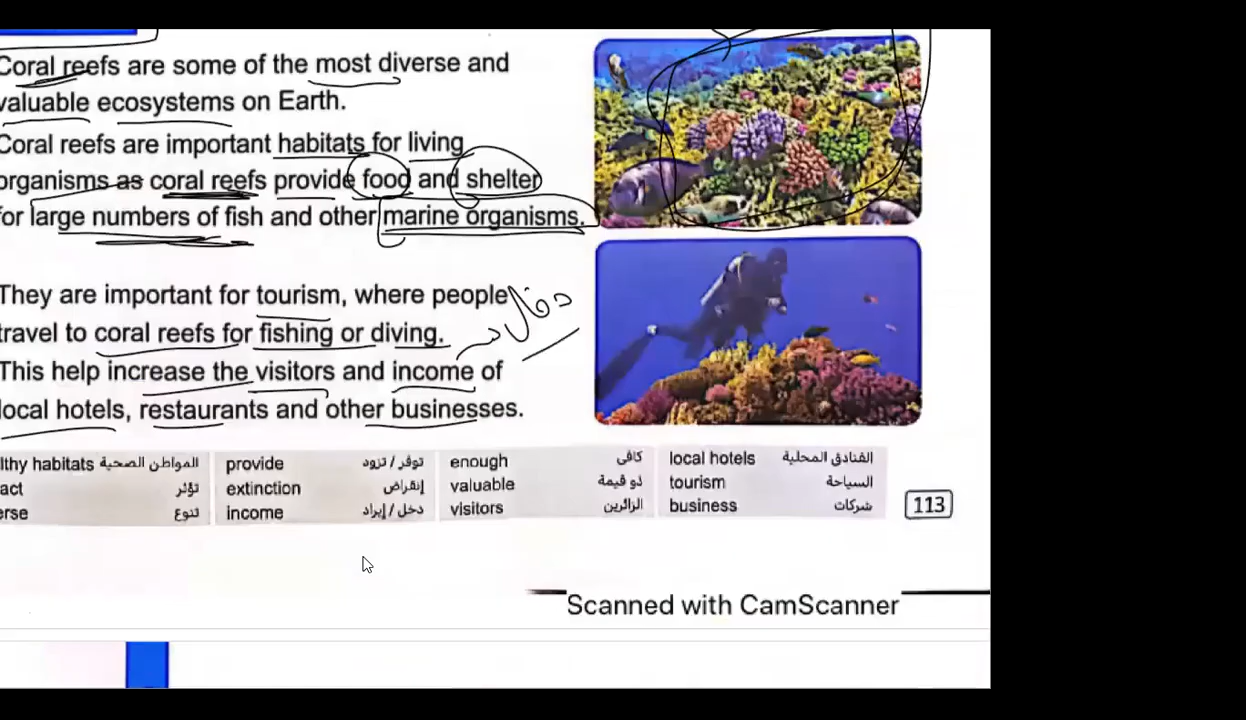 Coral reefs are some of the most diverse and
valuable ecosystems on Earth.
Coral reefs are important habitats for living
organisms as coral reefs provide food and shelter
for large numbers of fish and other marine organisms.
They are important for tourism, where people
travel to coral reefs for fishing or diving.
This help increase the visitors and income of
local hotels, restaurants and other businesses.
lthy habitats المواطن الصحية provide توفر / تزود enough كافى local hotels الفنادق المحلية
act تؤثر extinction إنقراض valuable ذو قيمة tourism السياحة
erse تنوع income دخل / إيراد visitors الزائرين business شركات
113
Scanned with CamScanner